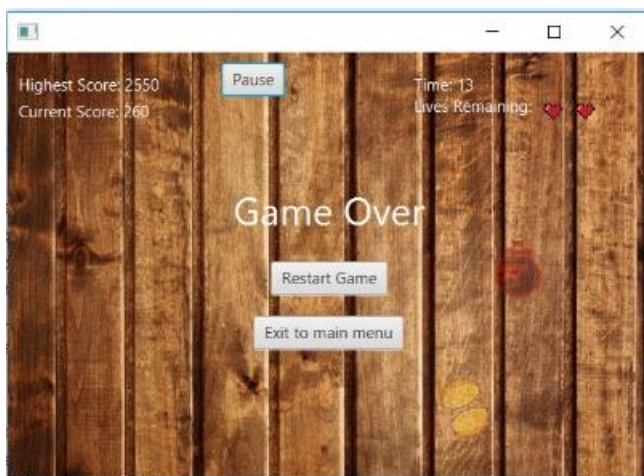 Highest Score: 2550
Current Score: 260
Pause
Time: 13
Lives Remaining:
Game Over
Restart Game
Exit to main menu